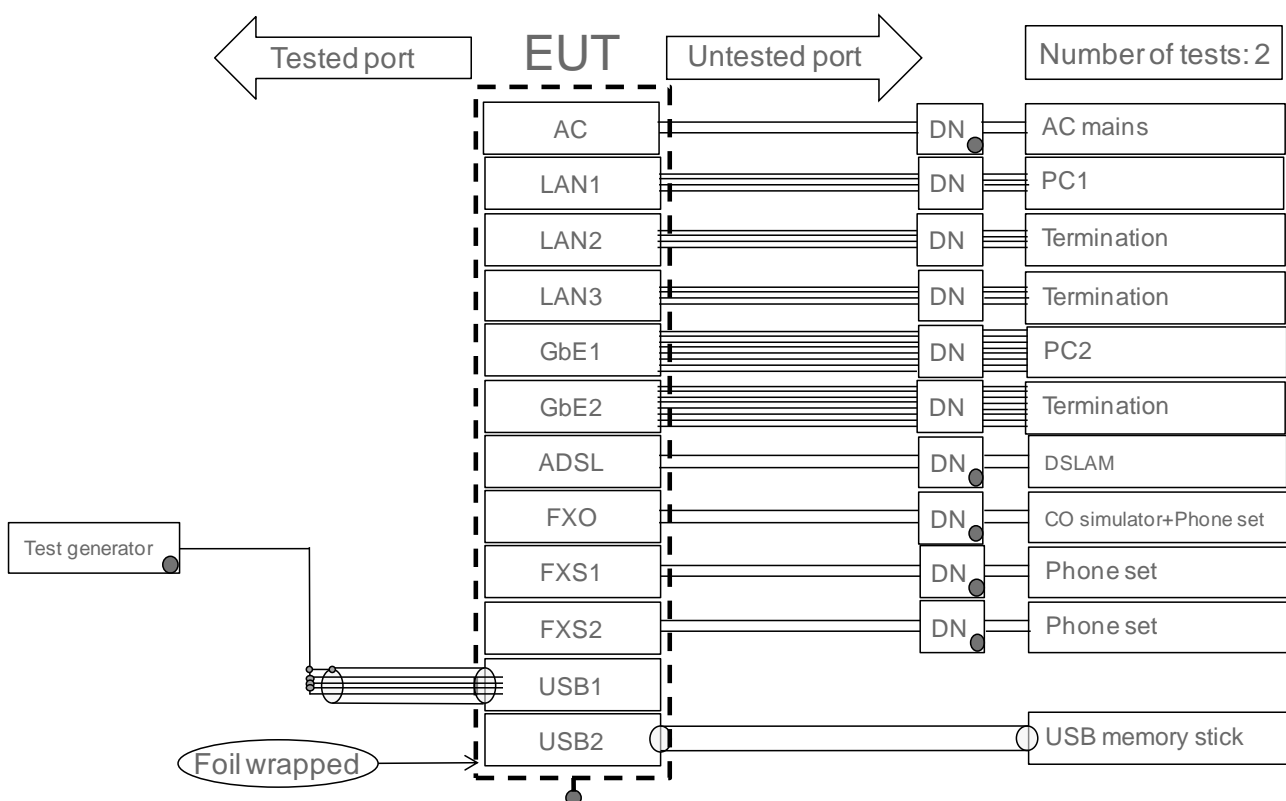 Tested port
EUT
Untested port
Number of tests: 2
AC
DN
AC mains
LAN1
DN
PC1
LAN2
DN
Termination
LAN3
DN
Termination
GbE1
DN
PC2
GbE2
DN
Termination
ADSL
DN
DSLAM
FXO
DN
CO simulator+Phone set
Test generator
FXS1
DN
Phone set
FXS2
DN
Phone set
USB1
USB2
USB memory stick
Foil wrapped